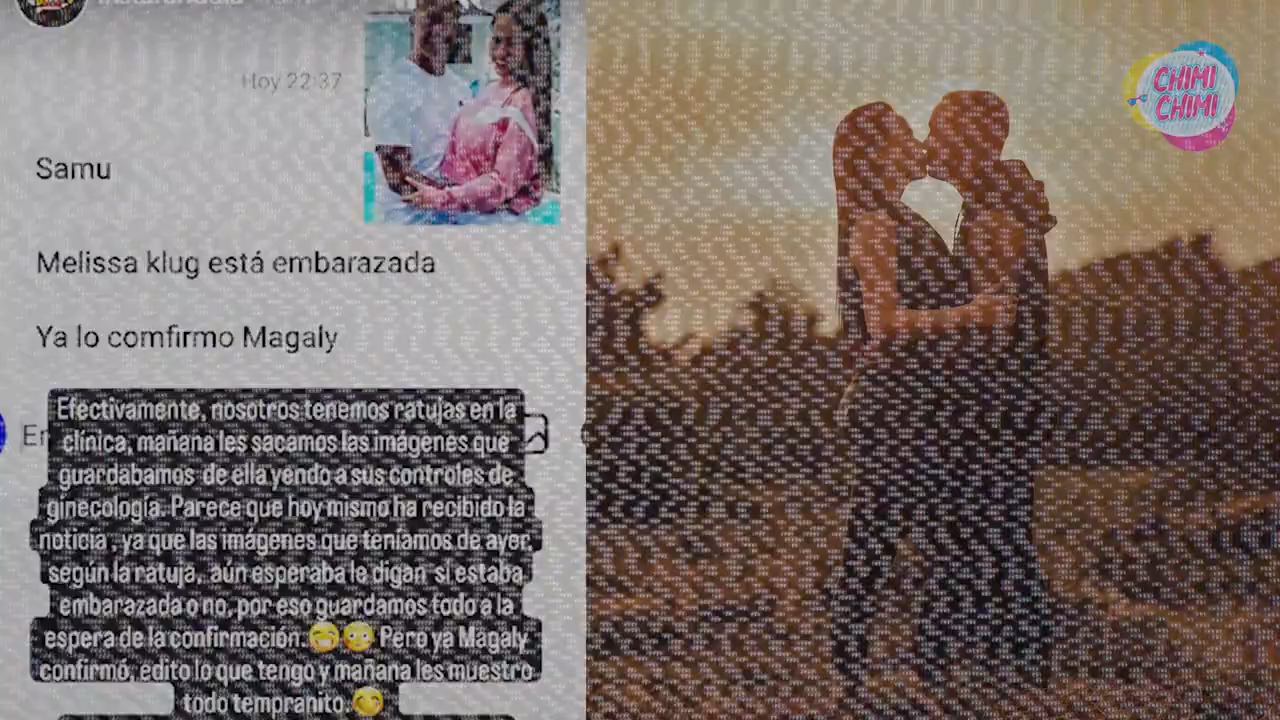 Hoy 22:37
CHIMI
CHIMI
Samu
Melissa klug está embarazada
Ya lo comfirmo Magaly
Efectivamente, nosotros tenemos ratujas en la
clínica, mañana les sacamos las imágenes que
guardabamos de ella yendo a sus controles de
ginecología. Parece que hoy mismo ha recibido la
noticia , ya que las imágenes que teníamos de ayer,
según la ratuja, aún esperaba le digan si estaba
embarazada o no, por eso guardamos todo a la
espera de la confirmación.😁😳 Pero ya Magaly
confirmó, edito lo que tengo y mañana les muestro
todo tempranito.🤭